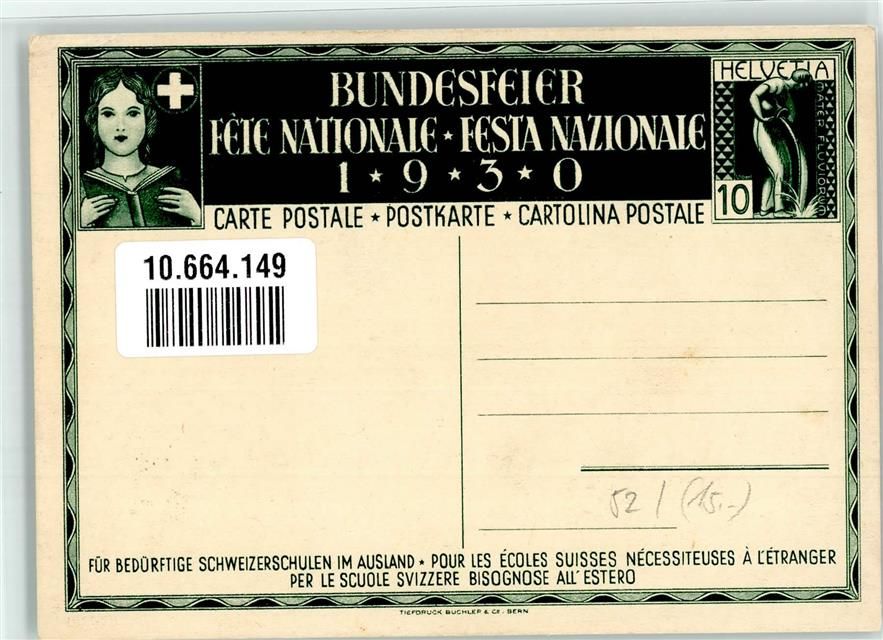 BUNDESFEIER
FÊTE NATIONALE ★ FESTA NAZIONALE
1 ★ 9 ★ 3 ★ 0
CARTE POSTALE ★ POSTKARTE ★ CARTOLINA POSTALE
HELVETIA
MATER FLUVIORUM
10
10.664.149
52 / (15.-)
FÜR BEDÜRFTIGE SCHWEIZERSCHULEN IM AUSLAND ★ POUR LES ÉCOLES SUISSES NÉCESSITEUSES À L'ÉTRANGER
PER LE SCUOLE SVIZZERE BISOGNOSE ALL'ESTERO
TIEFDRUCK BÜCHLER & CIE. BERN